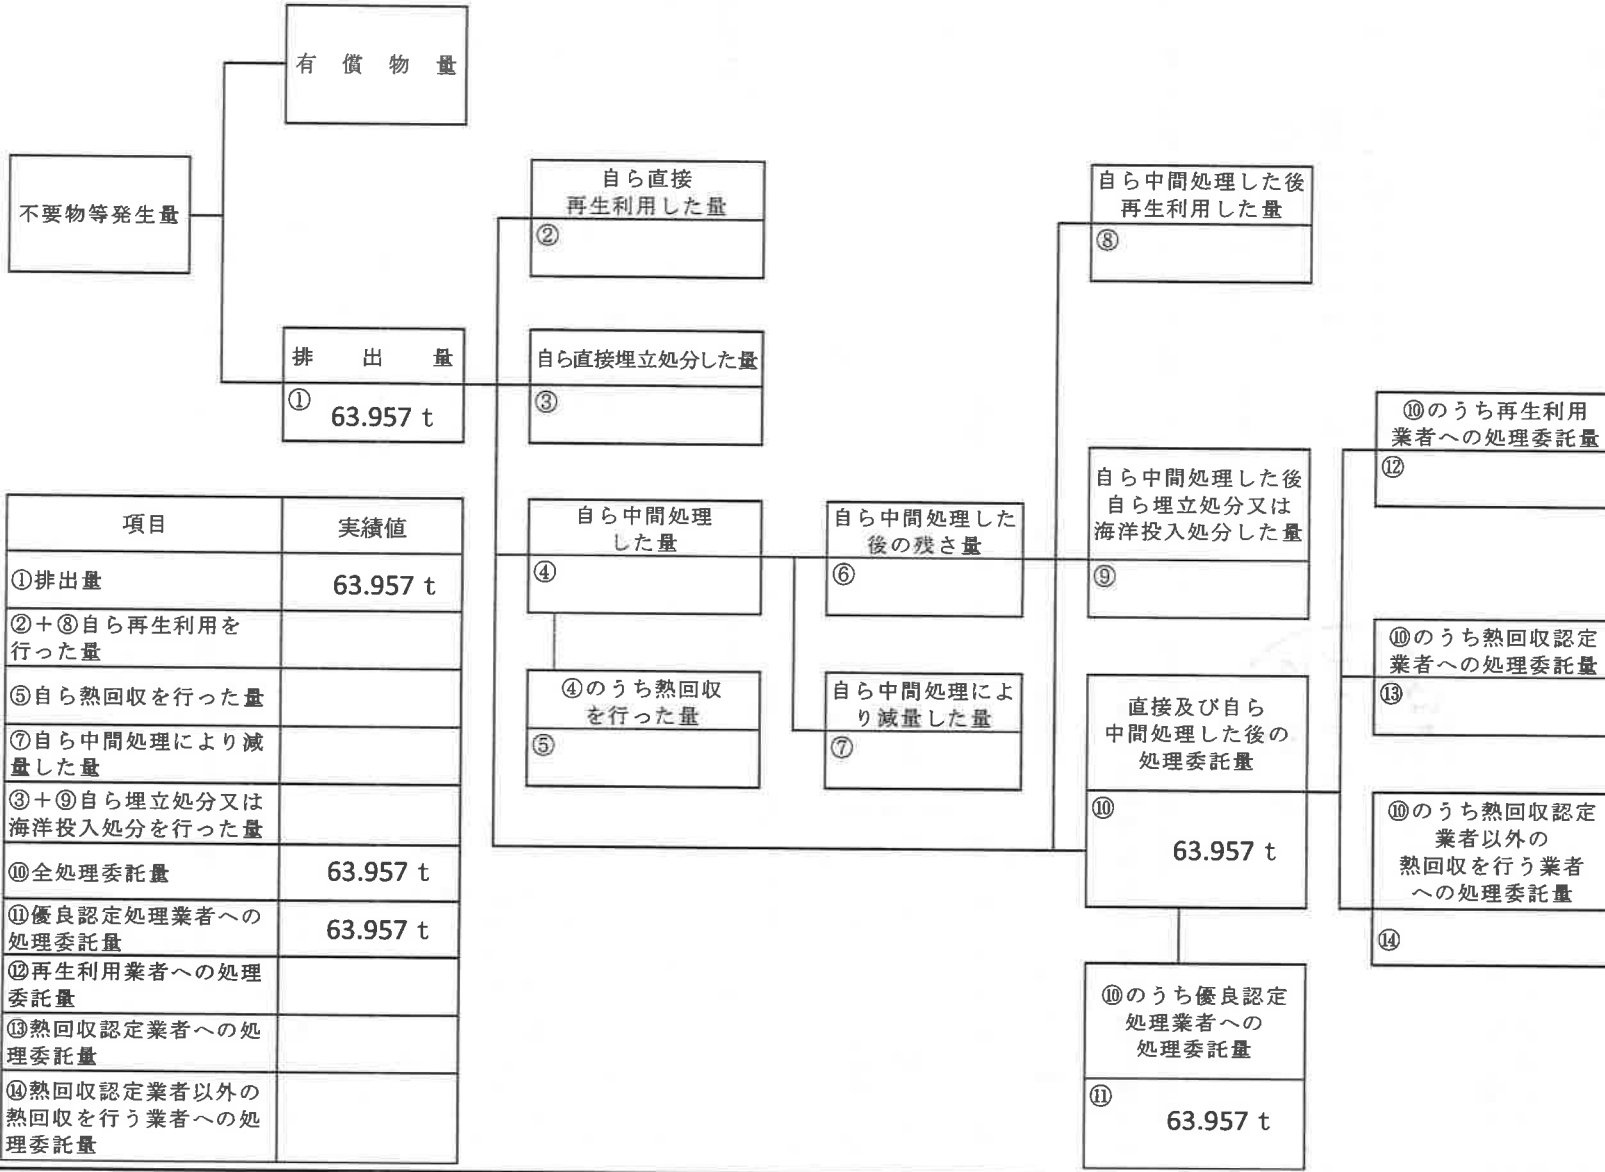 有償物量
不要物等発生量
排出量
① 63.957 t
自ら直接
再生利用した量
②
自ら直接埋立処分した量
③
自ら中間処理
した量
④
④のうち熱回収
を行った量
⑤
自ら中間処理した
後の残さ量
⑥
自ら中間処理によ
り減量した量
⑦
自ら中間処理した後
再生利用した量
⑧
自ら中間処理した後
自ら埋立処分又は
海洋投入処分した量
⑨
直接及び自ら
中間処理した後の
処理委託量
⑩
63.957 t
⑩のうち優良認定
処理業者への
処理委託量
⑪
63.957 t
⑩のうち再生利用
業者への処理委託量
⑫
⑩のうち熱回収認定
業者への処理委託量
⑬
⑩のうち熱回収認定
業者以外の
熱回収を行う業者
への処理委託量
⑭
項目 実績値
①排出量 63.957 t
②+⑧自ら再生利用を
行った量
⑤自ら熱回収を行った量
⑦自ら中間処理により減
量した量
③+⑨自ら埋立処分又は
海洋投入処分を行った量
⑩全処理委託量 63.957 t
⑪優良認定処理業者への
処理委託量 63.957 t
⑫再生利用業者への処理
委託量
⑬熱回収認定業者への処
理委託量
⑭熱回収認定業者以外の
熱回収を行う業者への処
理委託量